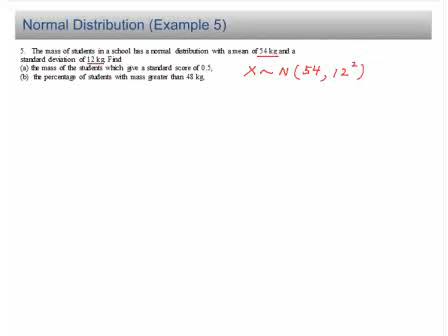 Normal Distribution (Example 5)
5. The mass of students in a school has a normal distribution with a mean of 54 kg and a
standard deviation of 12 kg. Find
(a) the mass of the students which give a standard score of 0.5,
(b) the percentage of students with mass greater than 48 kg.
X ~ N (54, 12²)